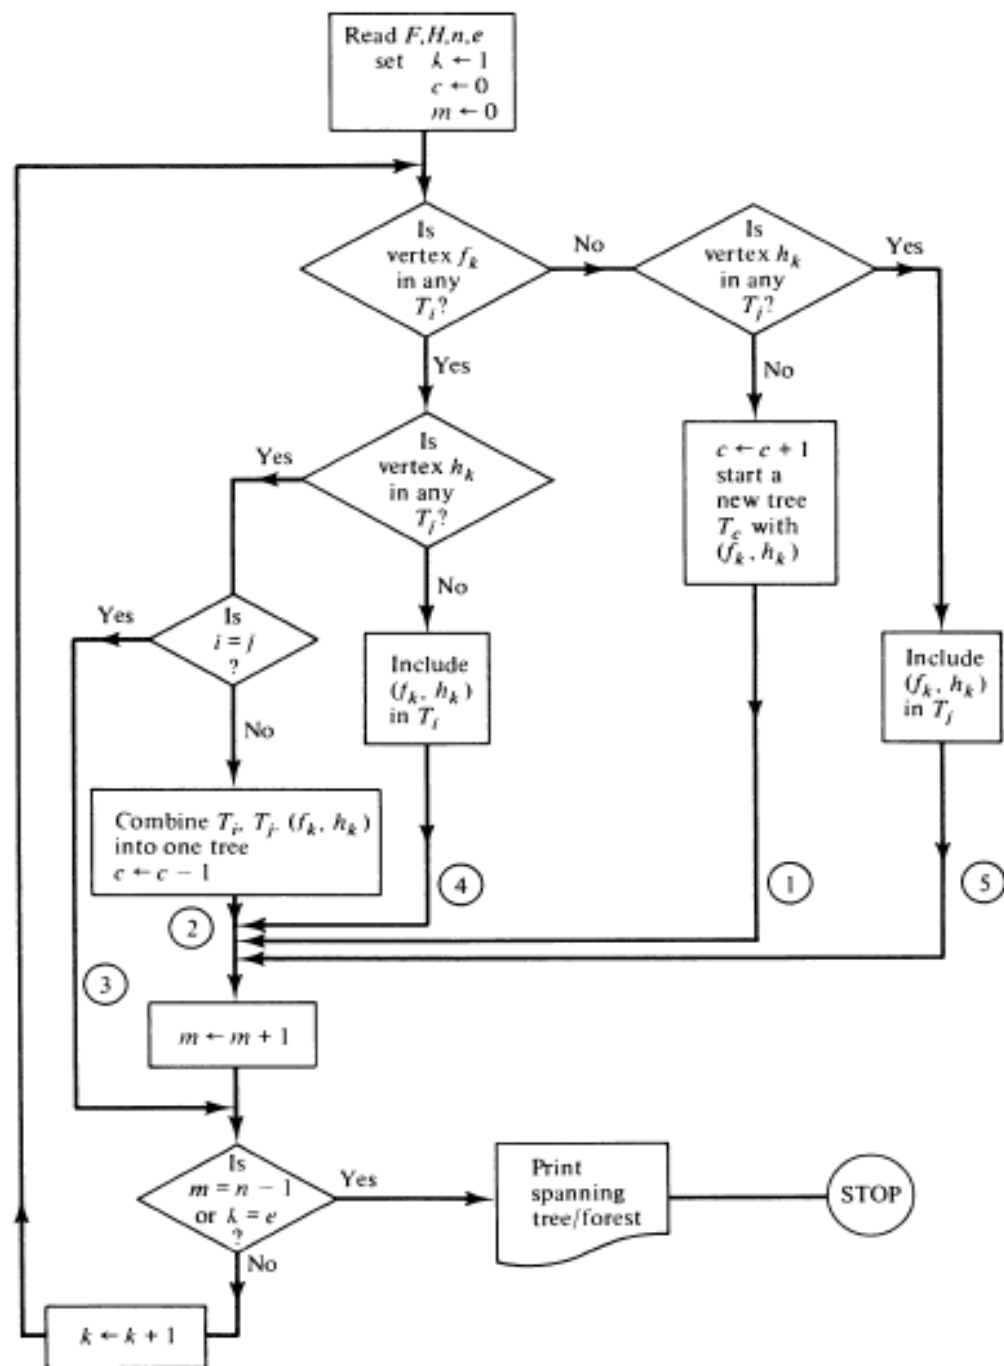 Read F,H,n,e
set k ← 1
c ← 0
m ← 0
Is
vertex f_k
in any
T_i?
No
Is
vertex h_k
in any
T_j?
Yes
Yes
No
Is
vertex h_k
in any
T_j?
Yes
c ← c + 1
start a
new tree
T_c with
(f_k, h_k)
No
Is
i = j
?
Yes
Include
(f_k, h_k)
in T_i
Include
(f_k, h_k)
in T_j
No
Combine T_i, T_j, (f_k, h_k)
into one tree
c ← c − 1
4
1
5
2
3
m ← m + 1
Is
m = n − 1
or k = e
?
Yes
Print
spanning
tree/forest
STOP
No
k ← k + 1